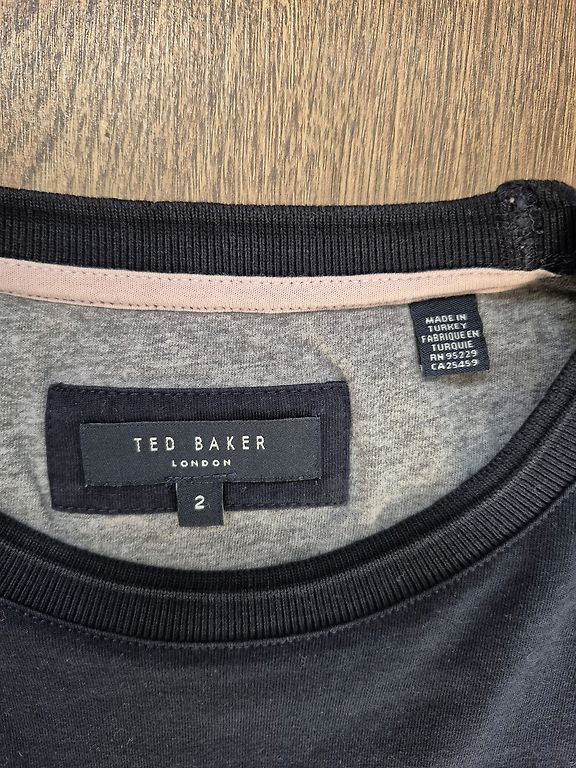 MADE IN
TURKEY
FABRIQUE EN
TURQUIE
RN 95229
CA25459
TED BAKER
LONDON
2